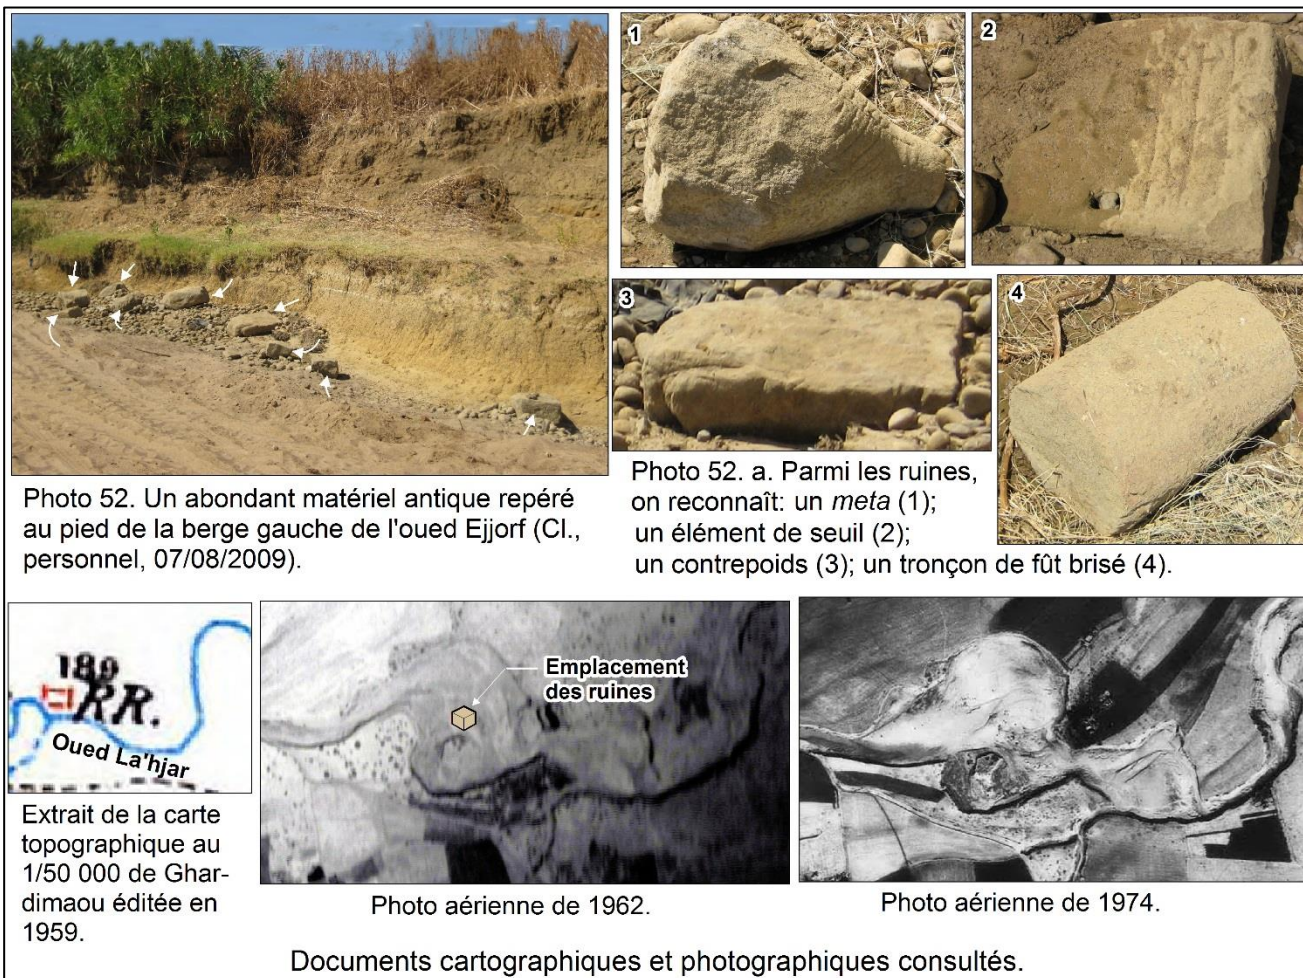 1
2
3
4
Photo 52. Un abondant matériel antique repéré
au pied de la berge gauche de l'oued Ejjorf (Cl.,
personnel, 07/08/2009).
Photo 52. a. Parmi les ruines,
on reconnaît: un meta (1);
un élément de seuil (2);
un contrepoids (3); un tronçon de fût brisé (4).
189
RR.
Oued La'hjar
Extrait de la carte
topographique au
1/50 000 de Ghar-
dimaou éditée en
1959.
Emplacement
des ruines
Photo aérienne de 1962.
Photo aérienne de 1974.
Documents cartographiques et photographiques consultés.